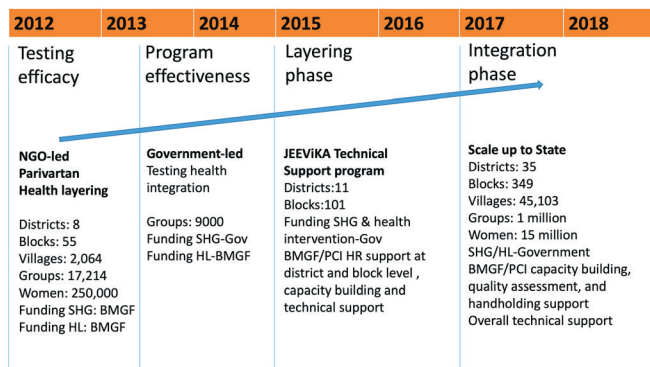 2012 2013 2014 2015 2016 2017 2018
Testing
efficacy
NGO-led
Parivartan
Health layering
Districts: 8
Blocks: 55
Villages: 2,064
Groups: 17,214
Women: 250,000
Funding SHG: BMGF
Funding HL: BMGF
Program
effectiveness
Government-led
Testing health
integration
Groups: 9000
Funding SHG-Gov
Funding HL-BMGF
Layering
phase
JEEViKA Technical
Support program
Districts:11
Blocks:101
Funding SHG & health
intervention-Gov
BMGF/PCI HR support at
district and block level ,
capacity building and
technical support
Integration
phase
Scale up to State
Districts: 35
Blocks: 349
Villages: 45,103
Groups: 1 million
Women: 15 million
SHG/HL-Government
BMGF/PCI capacity building,
quality assessment, and
handholding support
Overall technical support